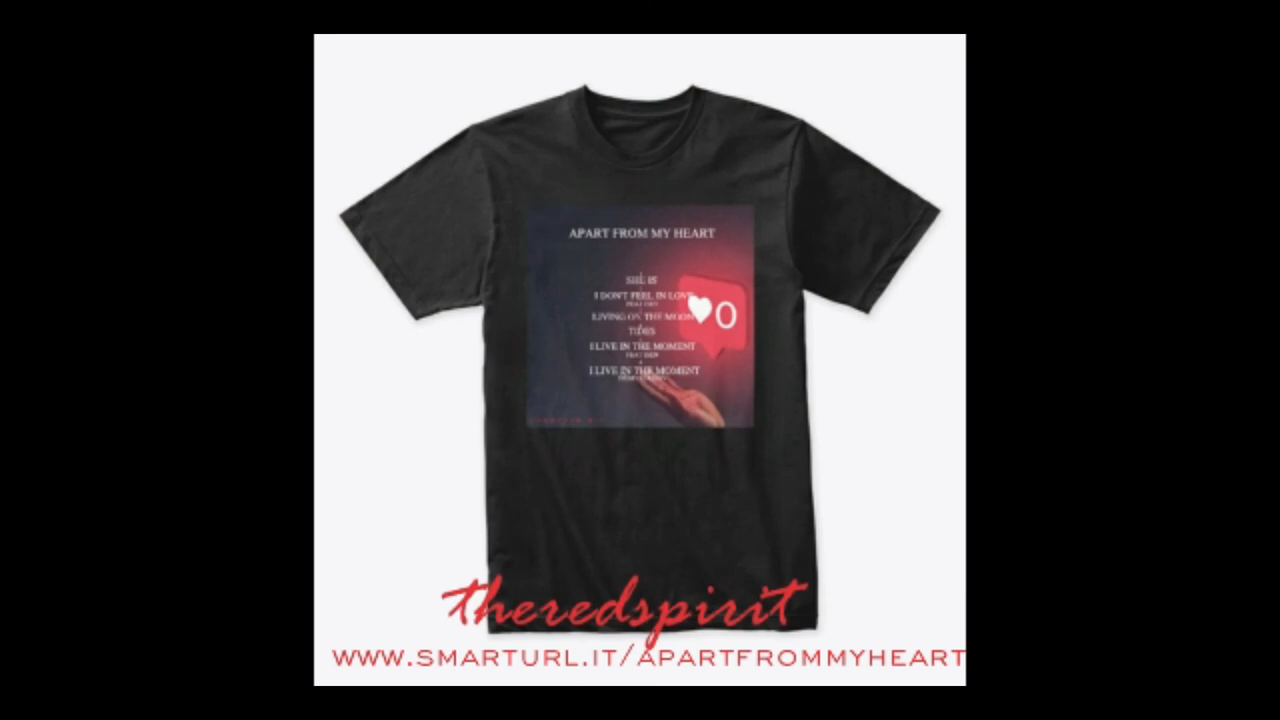 APART FROM MY HEART
SHE IS
I DON'T FEEL IN LOVE
LIVING ON THE MOON
0
TIDES
I LIVE IN THE MOMENT
I LIVE IN THE MOMENT
theredspirit
WWW.SMARTURL.IT/APARTFROMMYHEART